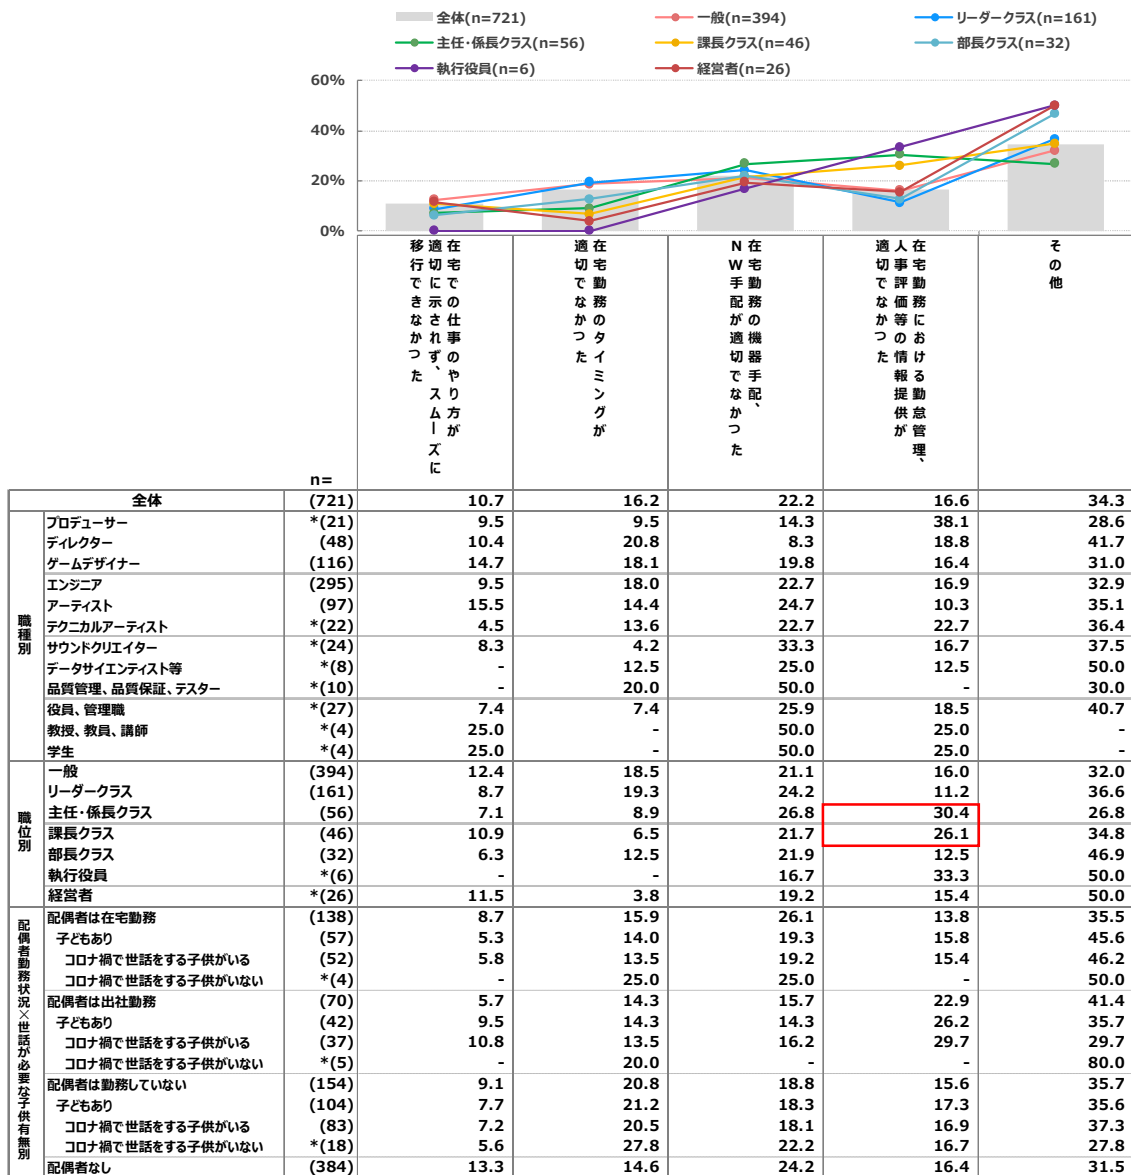 全体(n=721)
一般(n=394)
リーダークラス(n=161)
主任・係長クラス(n=56)
課長クラス(n=46)
部長クラス(n=32)
執行役員(n=6)
経営者(n=26)
60%
40%
20%
0%
在宅での仕事のやり方が
適切に示されず、スムーズに
移行できなかつた
在宅勤務のタイミングが
適切でなかつた
在宅勤務の機器手配、
NW手配が適切でなかつた
在宅勤務における勤怠管理、
人事評価等の情報提供が
適切でなかつた
その他
n=
全体 (721) 10.7 16.2 22.2 16.6 34.3
職種別
プロデューサー *(21) 9.5 9.5 14.3 38.1 28.6
ディレクター (48) 10.4 20.8 8.3 18.8 41.7
ゲームデザイナー (116) 14.7 18.1 19.8 16.4 31.0
エンジニア (295) 9.5 18.0 22.7 16.9 32.9
アーティスト (97) 15.5 14.4 24.7 10.3 35.1
テクニカルアーティスト *(22) 4.5 13.6 22.7 22.7 36.4
サウンドクリエイター *(24) 8.3 4.2 33.3 16.7 37.5
データサイエンティスト等 *(8) - 12.5 25.0 12.5 50.0
品質管理、品質保証、テスター *(10) - 20.0 50.0 - 30.0
役員、管理職 *(27) 7.4 7.4 25.9 18.5 40.7
教授、教員、講師 *(4) 25.0 - 50.0 25.0 -
学生 *(4) 25.0 - 50.0 25.0 -
職位別
一般 (394) 12.4 18.5 21.1 16.0 32.0
リーダークラス (161) 8.7 19.3 24.2 11.2 36.6
主任・係長クラス (56) 7.1 8.9 26.8 30.4 26.8
課長クラス (46) 10.9 6.5 21.7 26.1 34.8
部長クラス (32) 6.3 12.5 21.9 12.5 46.9
執行役員 *(6) - - 16.7 33.3 50.0
経営者 *(26) 11.5 3.8 19.2 15.4 50.0
配偶者勤務状況×世話が必要な子供有無別
配偶者は在宅勤務 (138) 8.7 15.9 26.1 13.8 35.5
子どもあり (57) 5.3 14.0 19.3 15.8 45.6
コロナ禍で世話をする子供がいる (52) 5.8 13.5 19.2 15.4 46.2
コロナ禍で世話をする子供がいない *(4) - 25.0 25.0 - 50.0
配偶者は出社勤務 (70) 5.7 14.3 15.7 22.9 41.4
子どもあり (42) 9.5 14.3 14.3 26.2 35.7
コロナ禍で世話をする子供がいる (37) 10.8 13.5 16.2 29.7 29.7
コロナ禍で世話をする子供がいない *(5) - 20.0 - - 80.0
配偶者は勤務していない (154) 9.1 20.8 18.8 15.6 35.7
子どもあり (104) 7.7 21.2 18.3 17.3 35.6
コロナ禍で世話をする子供がいる (83) 7.2 20.5 18.1 16.9 37.3
コロナ禍で世話をする子供がいない *(18) 5.6 27.8 22.2 16.7 27.8
配偶者なし (384) 13.3 14.6 24.2 16.4 31.5